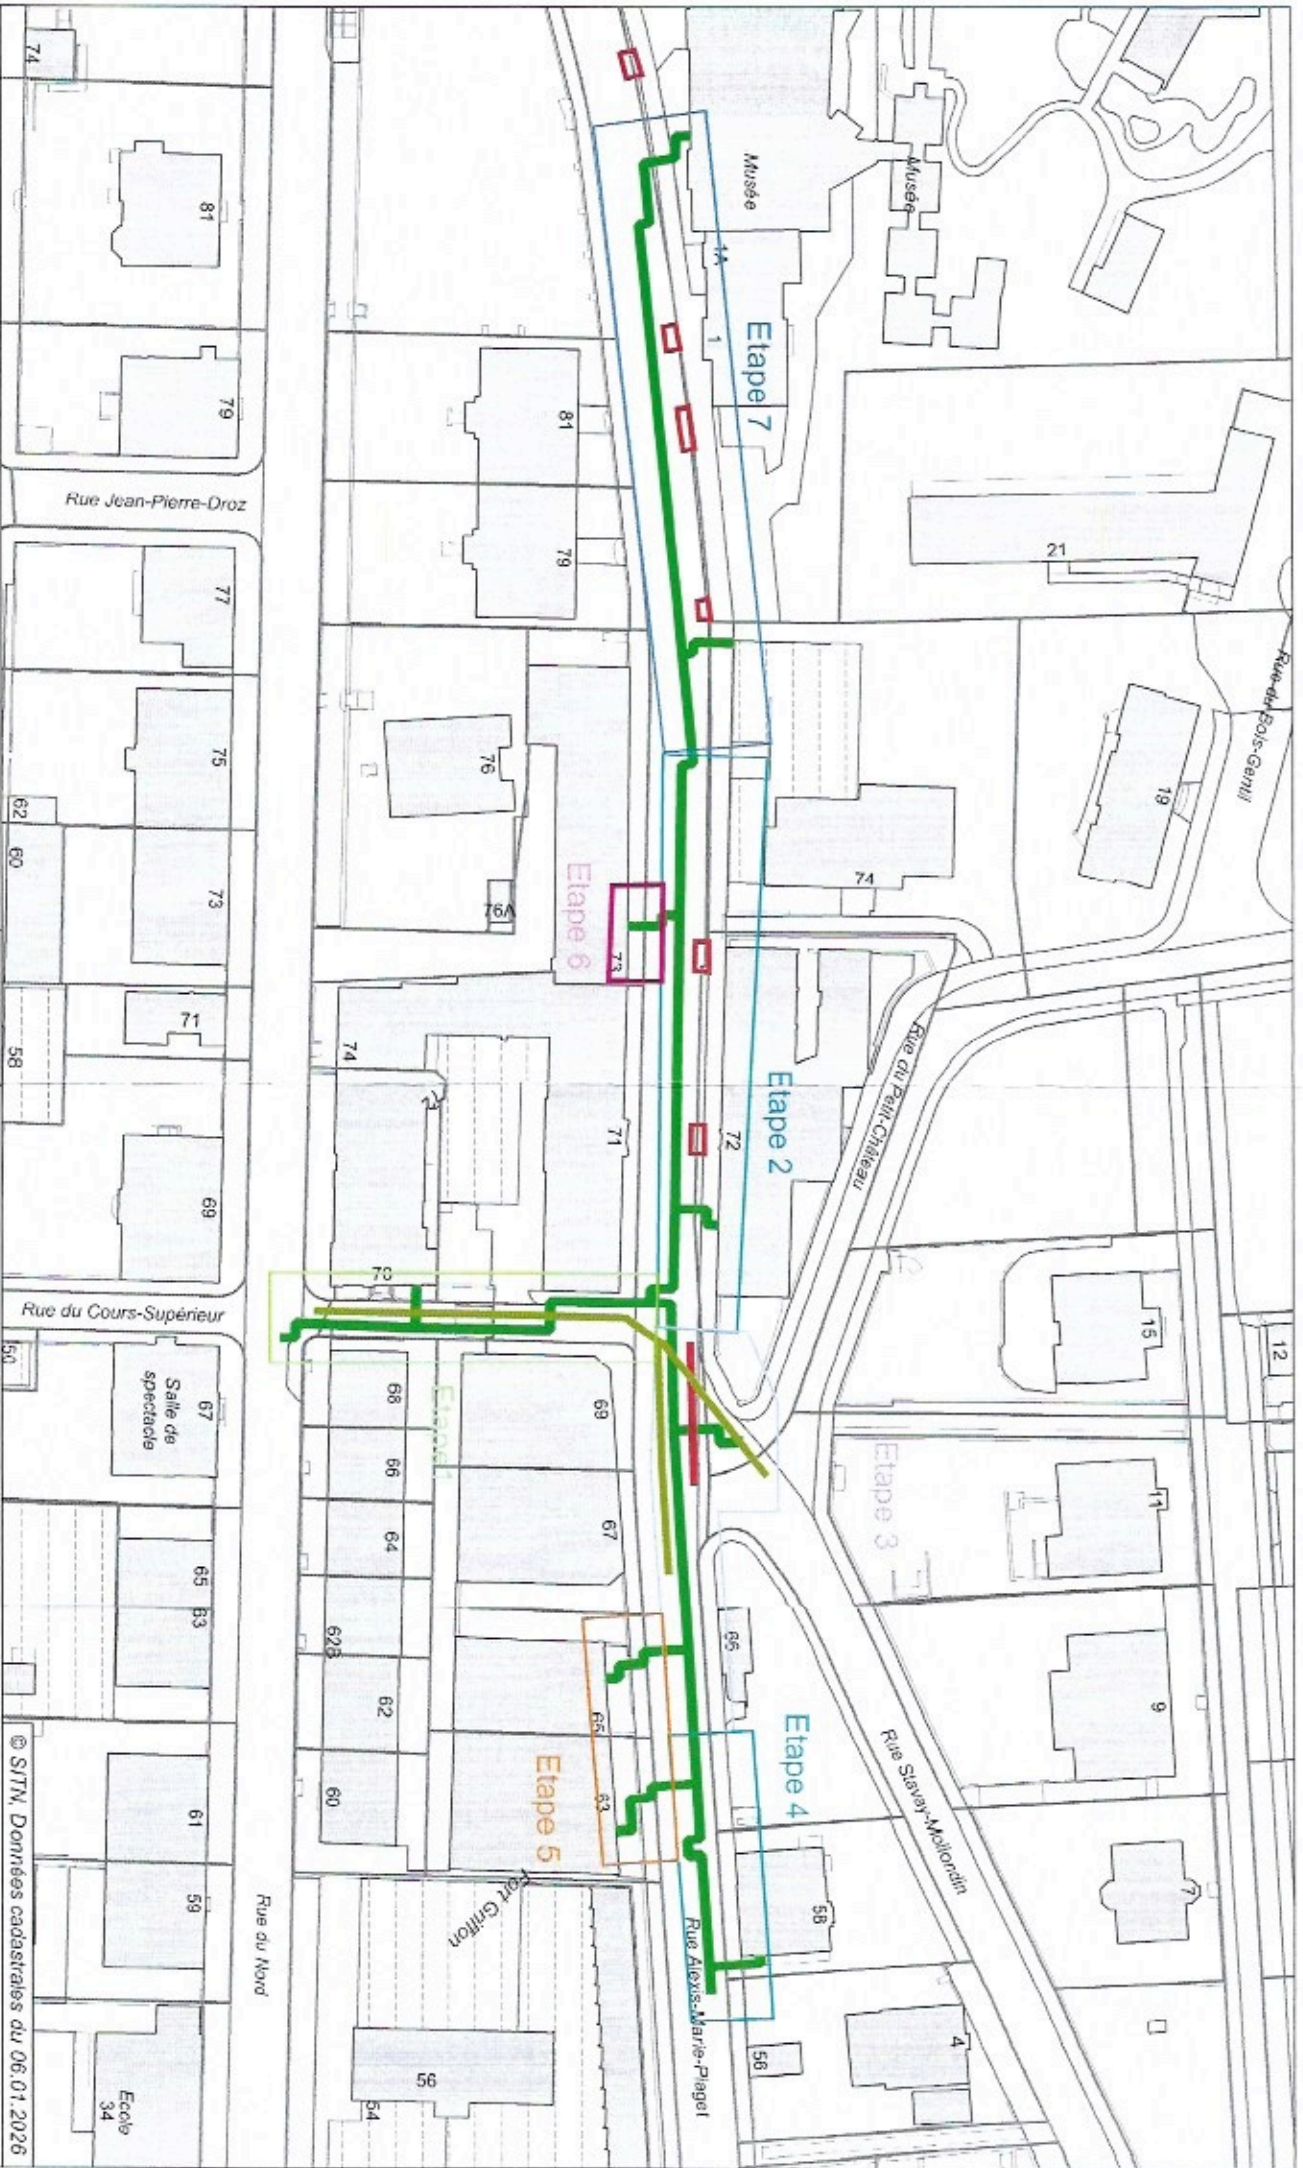 Rue du Bois-Gentil
12
15
11
9
7
21
4
Musée
Rue du Petit-Château
Rue Stavay-Mollondin
Etape 3
74
58
Etape 4
Etape 2
Etape 7
Musée
1A
1
72
66
56
Rue Alexis-Marie-Piaget
73
71
69
67
65
63
Etape 6
Etape 5
81
79
Fort Griffon
76
76A
Etape1
56
74
68
66
64
62
62B
60
54
Rue du Nord
81
79
77
75
73
71
69
67
65
63
61
59
Rue Jean-Pierre-Droz
Rue du Cours-Supérieur
Salle de
spectacle
Ecole
34
74
62
60
58
50
© SITN, Données cadastrales du 06.01.2026